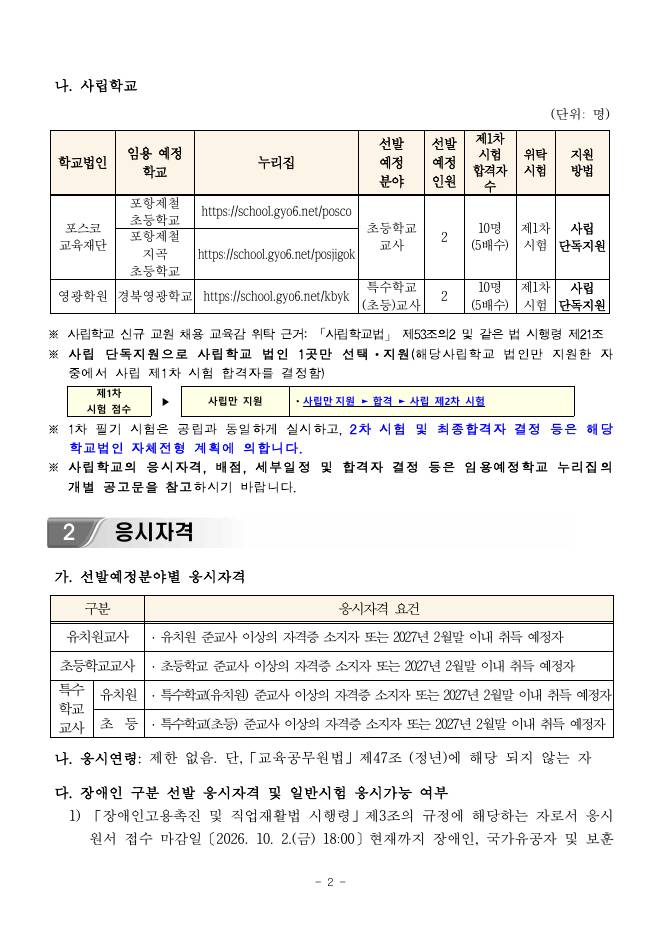 나. 사립학교
(단위: 명)
학교법인 임용 예정 학교 누리집 선발 예정 분야 선발 예정 인원 제1차 시험 합격자 수 위탁 시험 지원 방법
포스코 교육재단 포항제철 초등학교 https://school.gyo6.net/posco 초등학교 교사 2 10명 (5배수) 제1차 시험 사립 단독지원
포항제철 지곡 초등학교 https://school.gyo6.net/posjigok
영광학원 경북영광학교 https://school.gyo6.net/kbyk 특수학교 (초등)교사 2 10명 (5배수) 제1차 시험 사립 단독지원
※ 사립학교 신규 교원 채용 교육감 위탁 근거: 「사립학교법」 제53조의2 및 같은 법 시행령 제21조
※ 사립 단독지원으로 사립학교 법인 1곳만 선택・지원(해당사립학교 법인만 지원한 자
중에서 사립 제1차 시험 합격자를 결정함)
제1차 시험 점수 ▶ 사립만 지원 ・사립만 지원 ► 합격 ► 사립 제2차 시험
※ 1차 필기 시험은 공립과 동일하게 실시하고, 2차 시험 및 최종합격자 결정 등은 해당
학교법인 자체전형 계획에 의합니다.
※ 사립학교의 응시자격, 배점, 세부일정 및 합격자 결정 등은 임용예정학교 누리집의
개별 공고문을 참고하시기 바랍니다.
2 응시자격
가. 선발예정분야별 응시자격
구분 응시자격 요건
유치원교사 · 유치원 준교사 이상의 자격증 소지자 또는 2027년 2월말 이내 취득 예정자
초등학교교사 · 초등학교 준교사 이상의 자격증 소지자 또는 2027년 2월말 이내 취득 예정자
특수 학교 교사 유치원 · 특수학교(유치원) 준교사 이상의 자격증 소지자 또는 2027년 2월말 이내 취득 예정자
초 등 · 특수학교(초등) 준교사 이상의 자격증 소지자 또는 2027년 2월말 이내 취득 예정자
나. 응시연령: 제한 없음. 단,「교육공무원법」제47조 (정년)에 해당 되지 않는 자
다. 장애인 구분 선발 응시자격 및 일반시험 응시가능 여부
1) 「장애인고용촉진 및 직업재활법 시행령」제3조의 규정에 해당하는 자로서 응시
원서 접수 마감일〔2026. 10. 2.(금) 18:00〕현재까지 장애인, 국가유공자 및 보훈
- 2 -